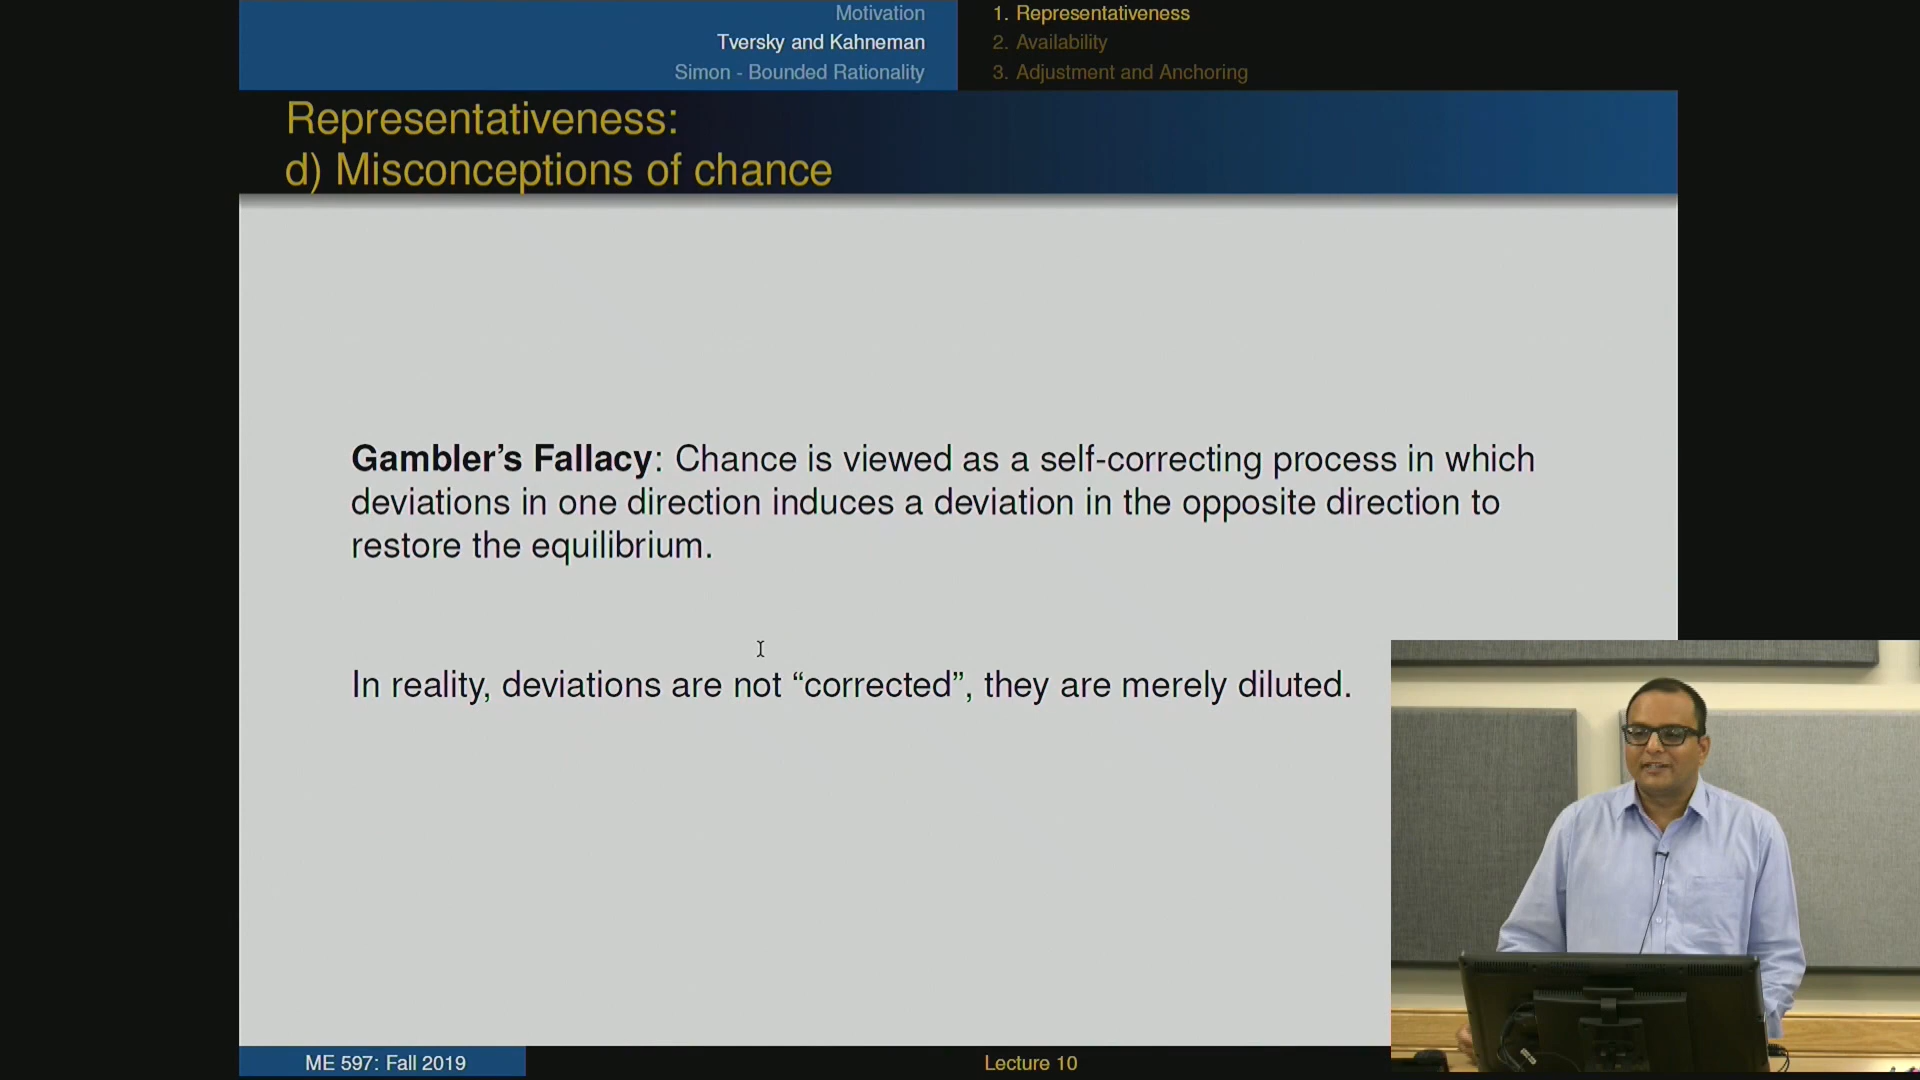 Motivation
Tversky and Kahneman
Simon - Bounded Rationality
1. Representativeness
2. Availability
3. Adjustment and Anchoring
Representativeness:
d) Misconceptions of chance
Gambler’s Fallacy: Chance is viewed as a self-correcting process in which
deviations in one direction induces a deviation in the opposite direction to
restore the equilibrium.
In reality, deviations are not “corrected”, they are merely diluted.
ME 597: Fall 2019
Lecture 10